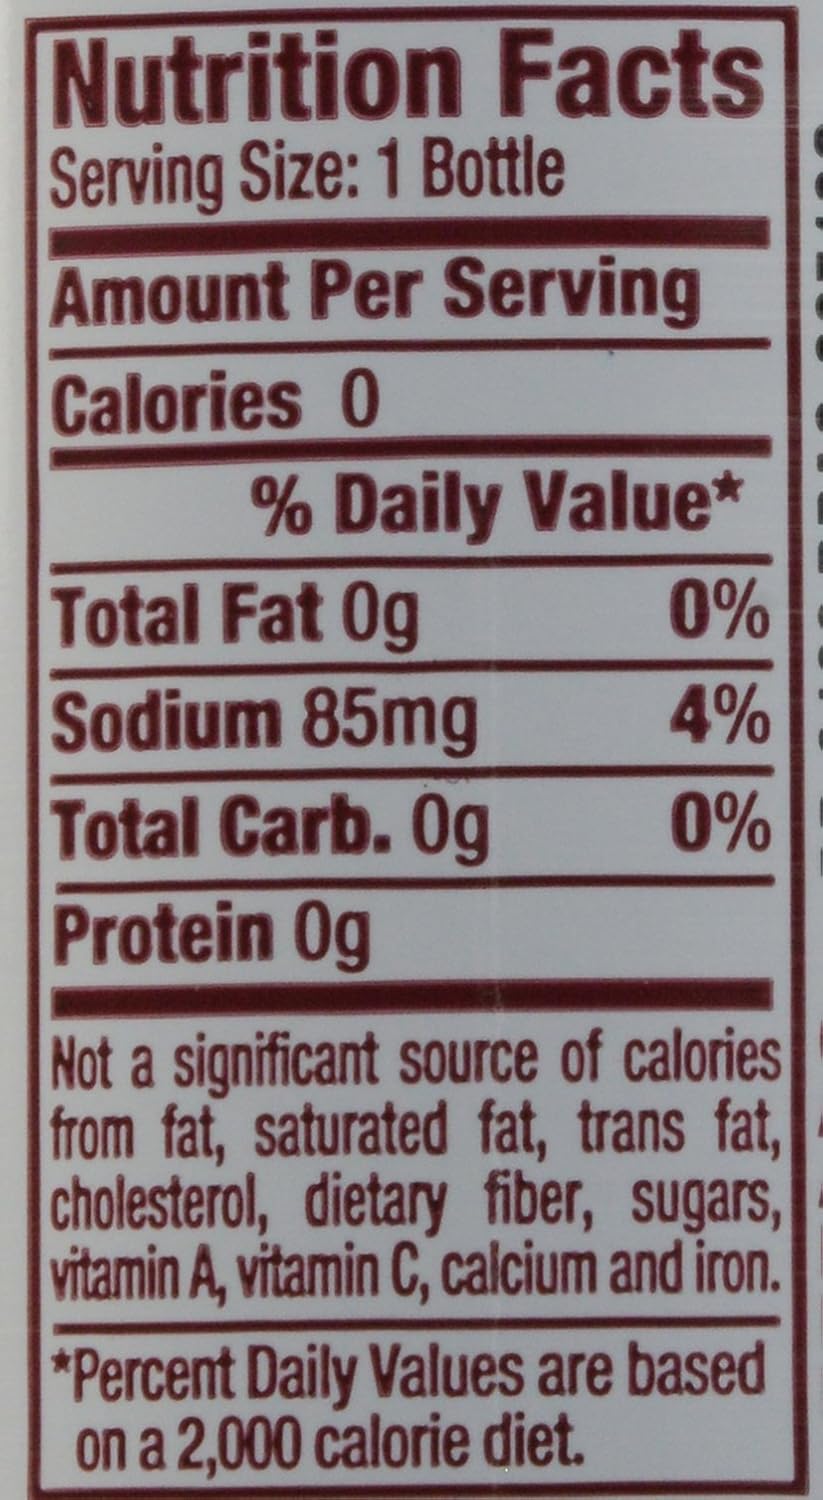 Nutrition Facts
Serving Size: 1 Bottle
Amount Per Serving
Calories 0
% Daily Value*
Total Fat 0g 0%
Sodium 85mg 4%
Total Carb. 0g 0%
Protein 0g
Not a significant source of calories
from fat, saturated fat, trans fat,
cholesterol, dietary fiber, sugars,
vitamin A, vitamin C, calcium and iron.
*Percent Daily Values are based
on a 2,000 calorie diet.